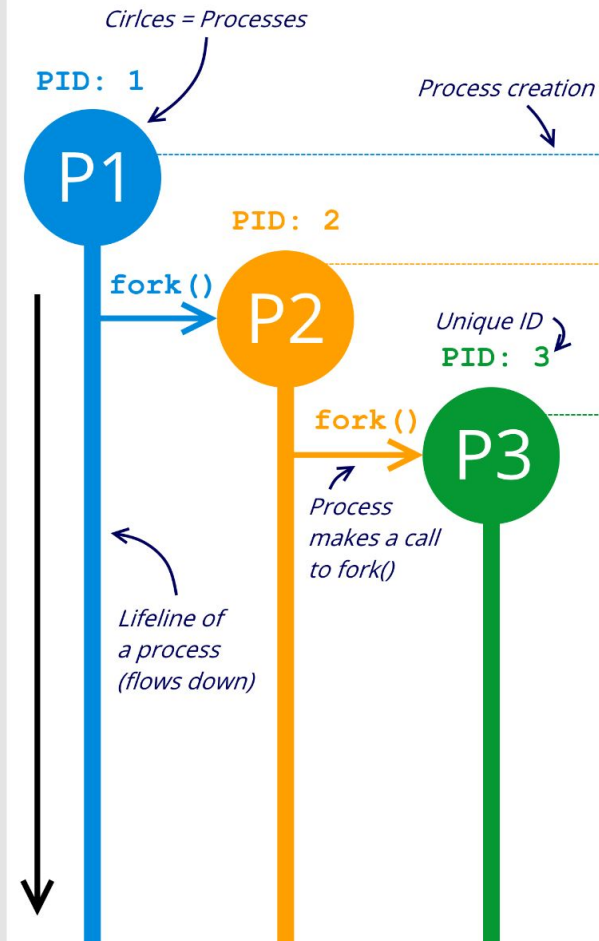 Cirlces = Processes
PID: 1
Process creation
P1
PID: 2
fork()
P2
Unique ID
PID: 3
fork()
P3
Process
makes a call
to fork()
Lifeline of
a process
(flows down)